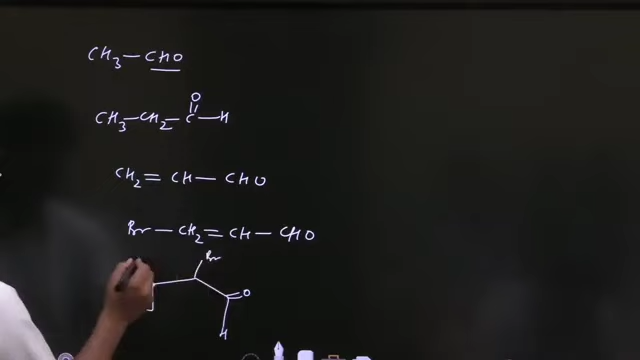 CH3-CHO
CH3-CH2-C-H
O
CH2=CH-CHO
Br-CH2=CH-CHO
Br
O
H